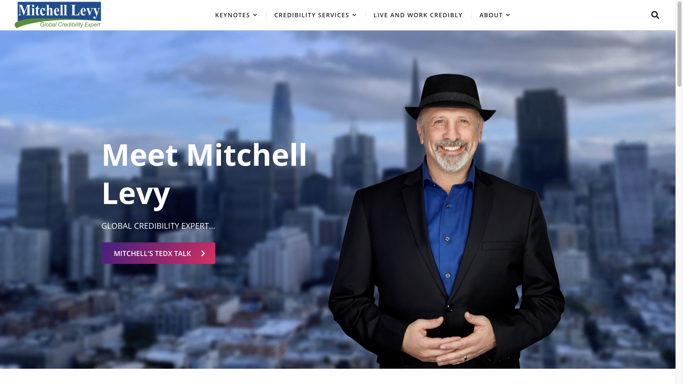 Mitchell Levy
Global Credibility Expert
KEYNOTES
CREDIBILITY SERVICES
LIVE AND WORK CREDIBLY
ABOUT
Meet Mitchell
Levy
GLOBAL CREDIBILITY EXPERT...
MITCHELL'S TEDX TALK